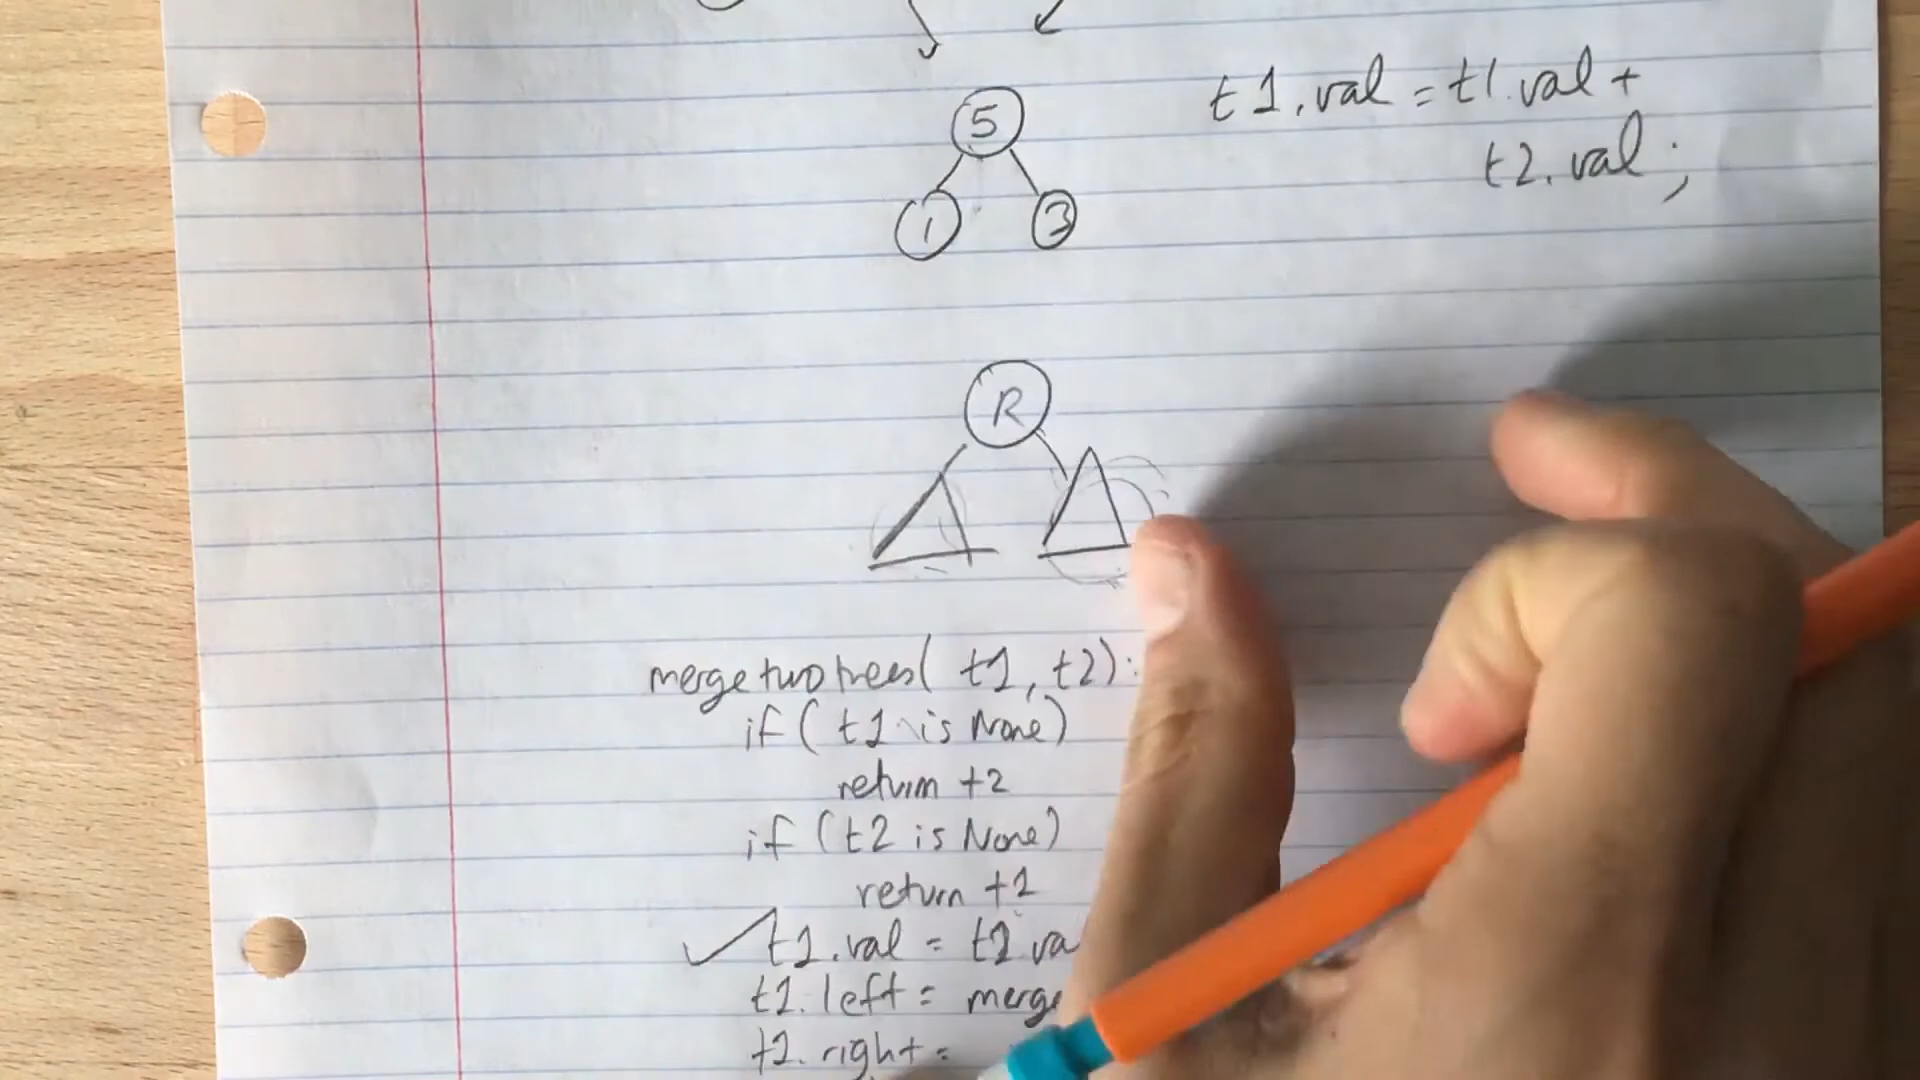 t1.val = t1.val +
t2.val;
5
1 3
R
mergetwotrees( t1, t2):
if ( t1 is None)
return t2
if (t2 is None)
return t1
t1.val = t1.va
t1.left = merge
t1.right =